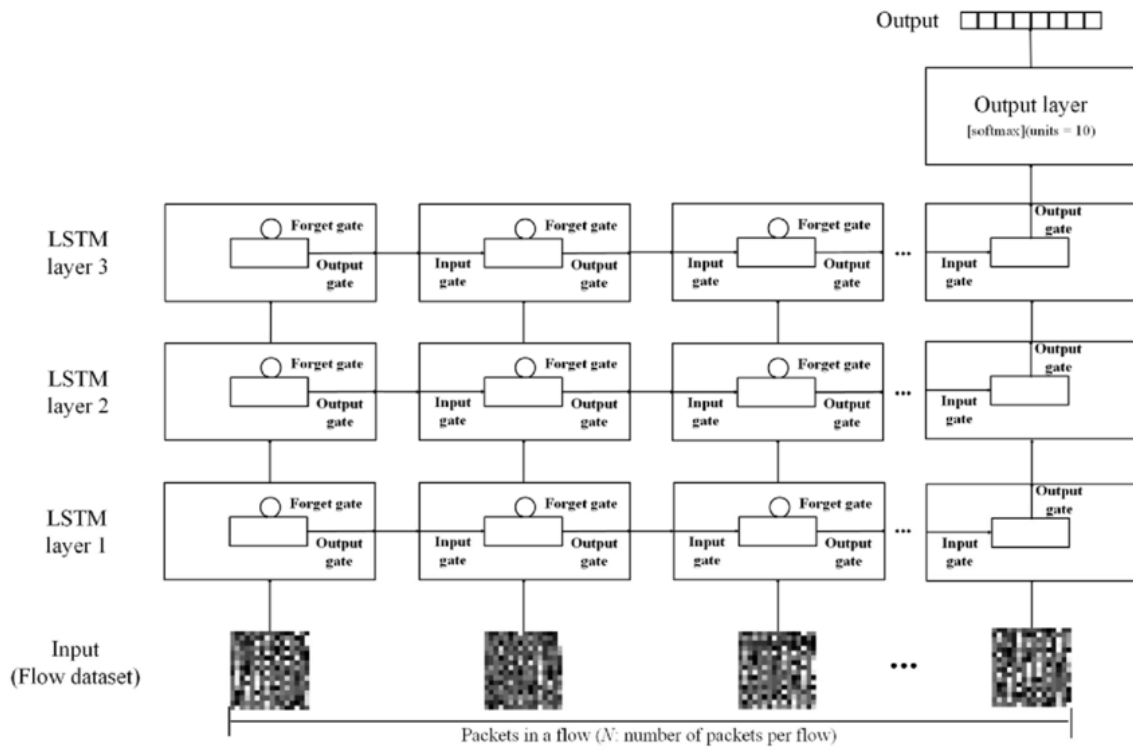 Output
Output layer
[softmax](units = 10)
LSTM
layer 3
Forget gate
Output
gate
Input
gate
Forget gate
Output
gate
Input
gate
Forget gate
Output
gate
...
Input
gate
Output
gate
LSTM
layer 2
Forget gate
Output
gate
Input
gate
Forget gate
Output
gate
Input
gate
Forget gate
Output
gate
...
Input
gate
Output
gate
LSTM
layer 1
Forget gate
Output
gate
Input
gate
Forget gate
Output
gate
Input
gate
Forget gate
Output
gate
...
Input
gate
Output
gate
Input
(Flow dataset)
...
Packets in a flow (N: number of packets per flow)